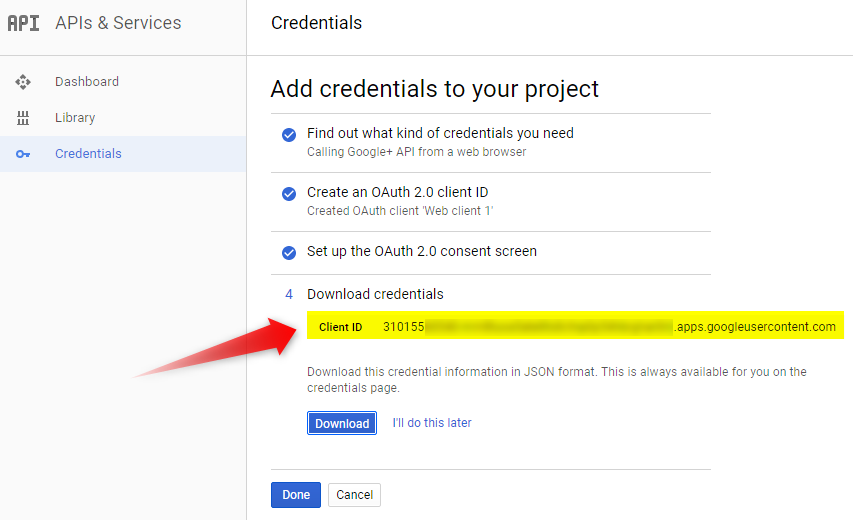 API APIs & Services
Credentials
Dashboard
Library
Credentials
Add credentials to your project
Find out what kind of credentials you need
Calling Google+ API from a web browser
Create an OAuth 2.0 client ID
Created OAuth client 'Web client 1'
Set up the OAuth 2.0 consent screen
4 Download credentials
Client ID 310155 .apps.googleusercontent.com
Download this credential information in JSON format. This is always available for you on the
credentials page.
Download I'll do this later
Done Cancel